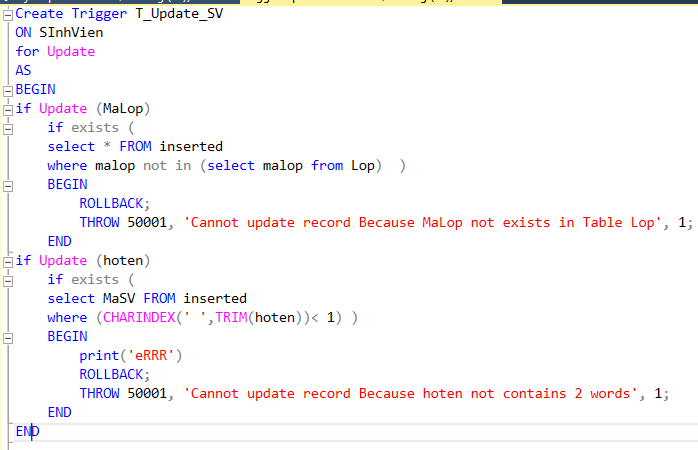 Create Trigger T_Update_SV
ON SInhVien
for Update
AS
BEGIN
if Update (MaLop)
    if exists (
    select * FROM inserted
    where malop not in (select malop from Lop)  )
    BEGIN
        ROLLBACK;
        THROW 50001, 'Cannot update record Because MaLop not exists in Table Lop', 1;
    END
if Update (hoten)
    if exists (
    select MaSV FROM inserted
    where (CHARINDEX(' ',TRIM(hoten))< 1) )
    BEGIN
        print('eRRR')
        ROLLBACK;
        THROW 50001, 'Cannot update record Because hoten not contains 2 words', 1;
    END
END